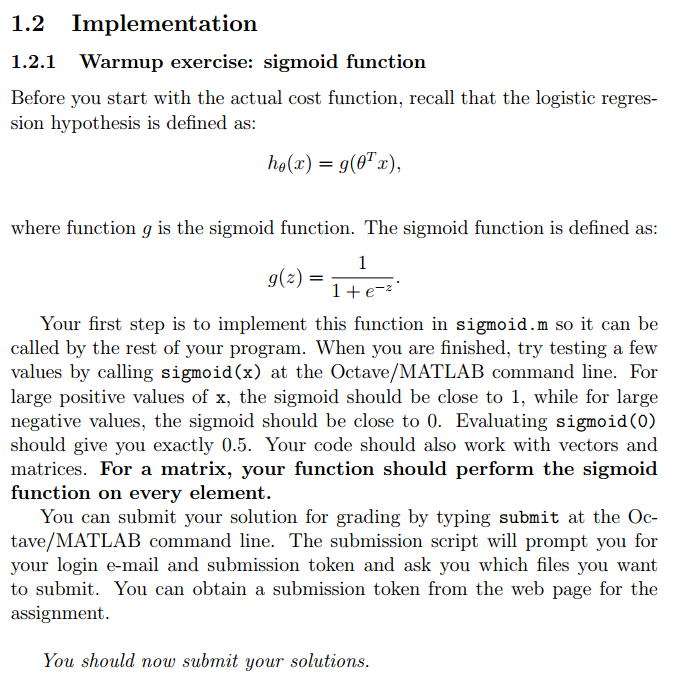 1.2 Implementation
1.2.1 Warmup exercise: sigmoid function
Before you start with the actual cost function, recall that the logistic regres-
sion hypothesis is defined as:
h_θ(x) = g(θ^T x),
where function g is the sigmoid function. The sigmoid function is defined as:
g(z) = 1 / (1 + e^{-z}).
Your first step is to implement this function in sigmoid.m so it can be
called by the rest of your program. When you are finished, try testing a few
values by calling sigmoid(x) at the Octave/MATLAB command line. For
large positive values of x, the sigmoid should be close to 1, while for large
negative values, the sigmoid should be close to 0. Evaluating sigmoid(0)
should give you exactly 0.5. Your code should also work with vectors and
matrices. For a matrix, your function should perform the sigmoid
function on every element.
You can submit your solution for grading by typing submit at the Oc-
tave/MATLAB command line. The submission script will prompt you for
your login e-mail and submission token and ask you which files you want
to submit. You can obtain a submission token from the web page for the
assignment.
You should now submit your solutions.